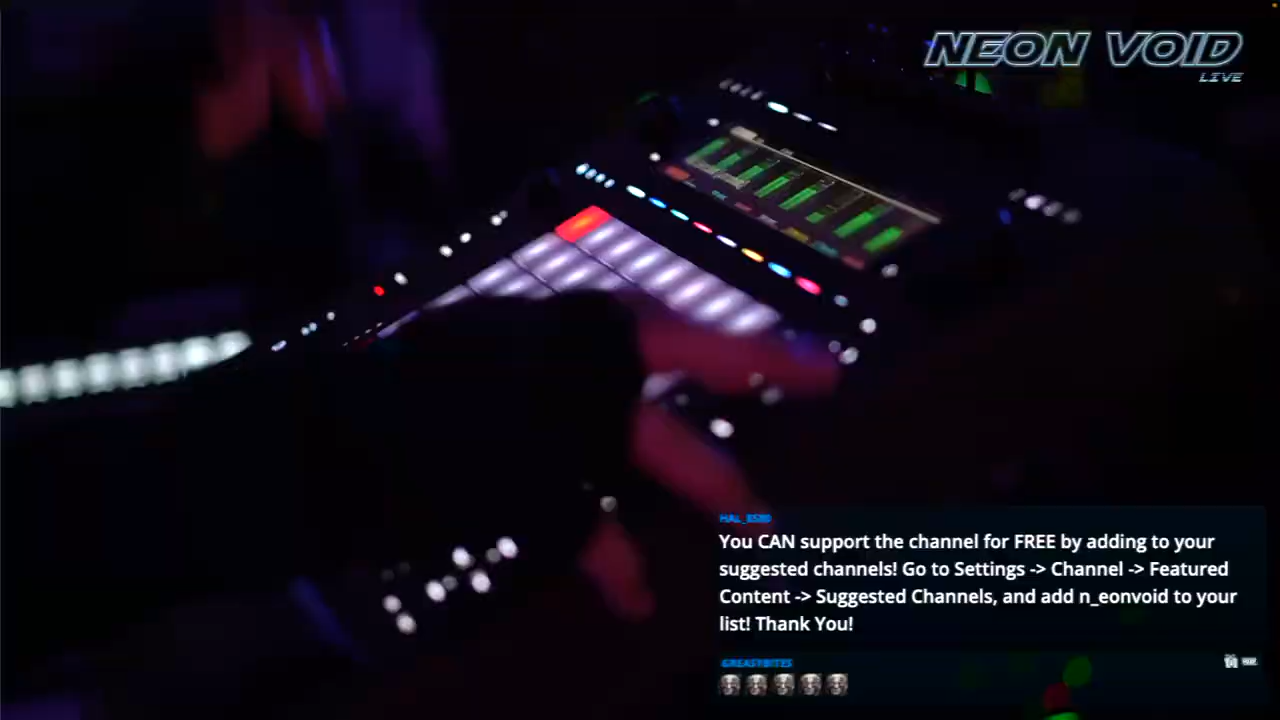 NEON VOID
LIVE
You CAN support the channel for FREE by adding to your
suggested channels! Go to Settings -> Channel -> Featured
Content -> Suggested Channels, and add n_eonvoid to your
list! Thank You!
GREASYBITES